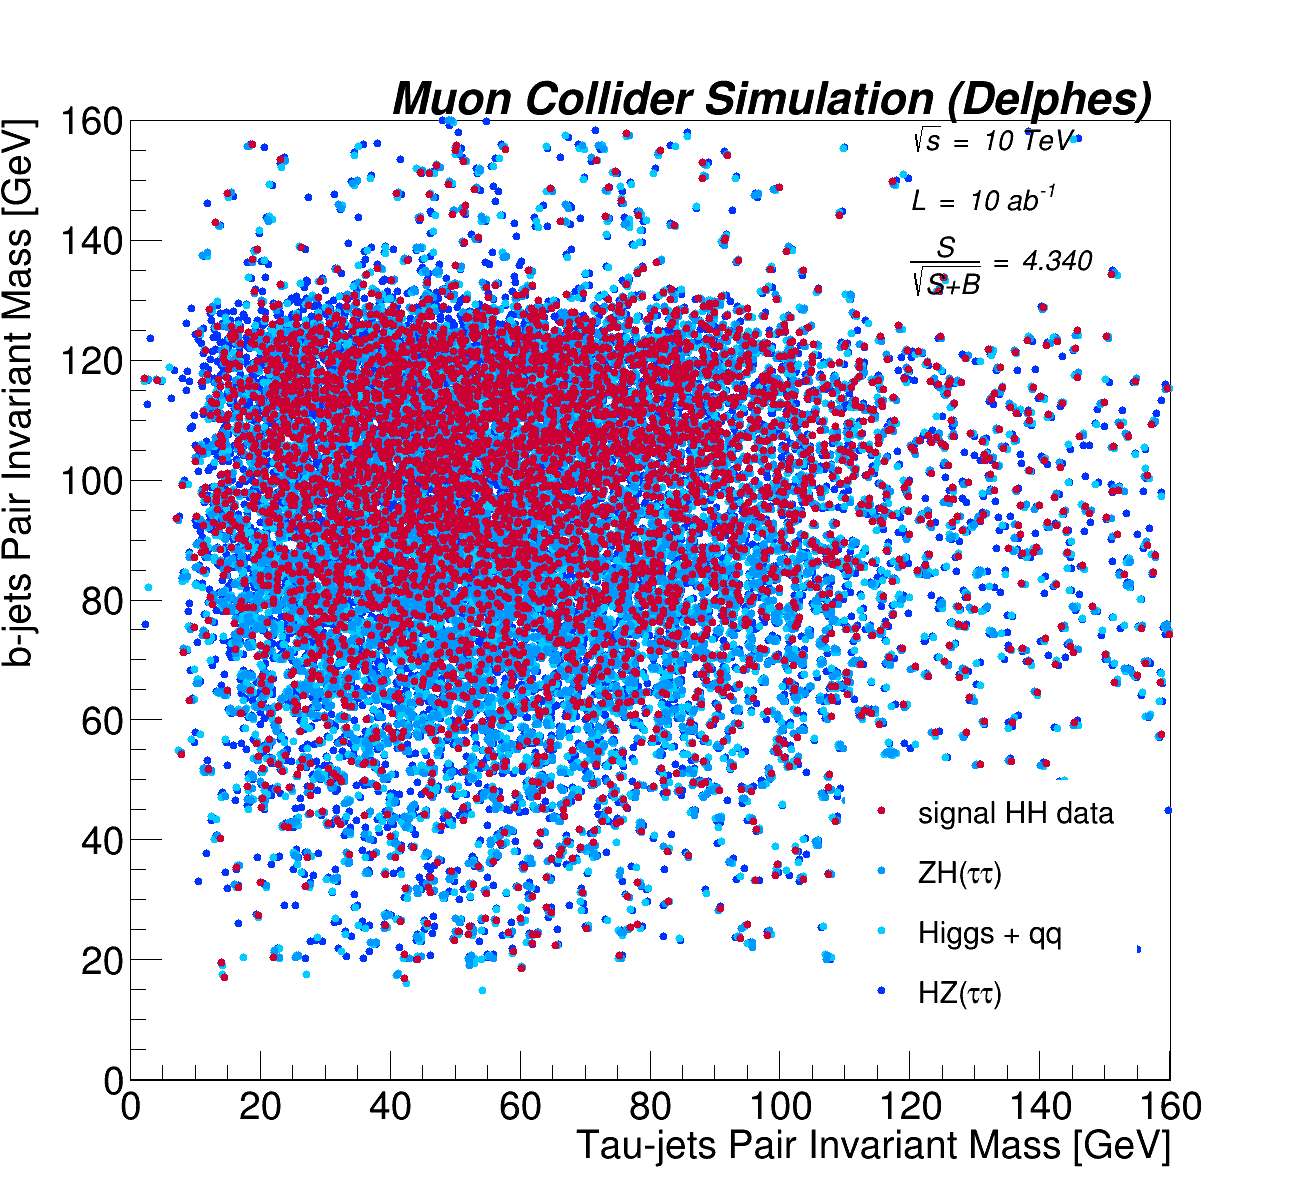 Muon Collider Simulation (Delphes)
√s = 10 TeV
L = 10 ab⁻¹
S/√S+B = 4.340
b-jets Pair Invariant Mass [GeV]
160
140
120
100
80
60
40
20
0
signal HH data
ZH(ττ)
Higgs + qq
HZ(ττ)
0 20 40 60 80 100 120 140 160
Tau-jets Pair Invariant Mass [GeV]